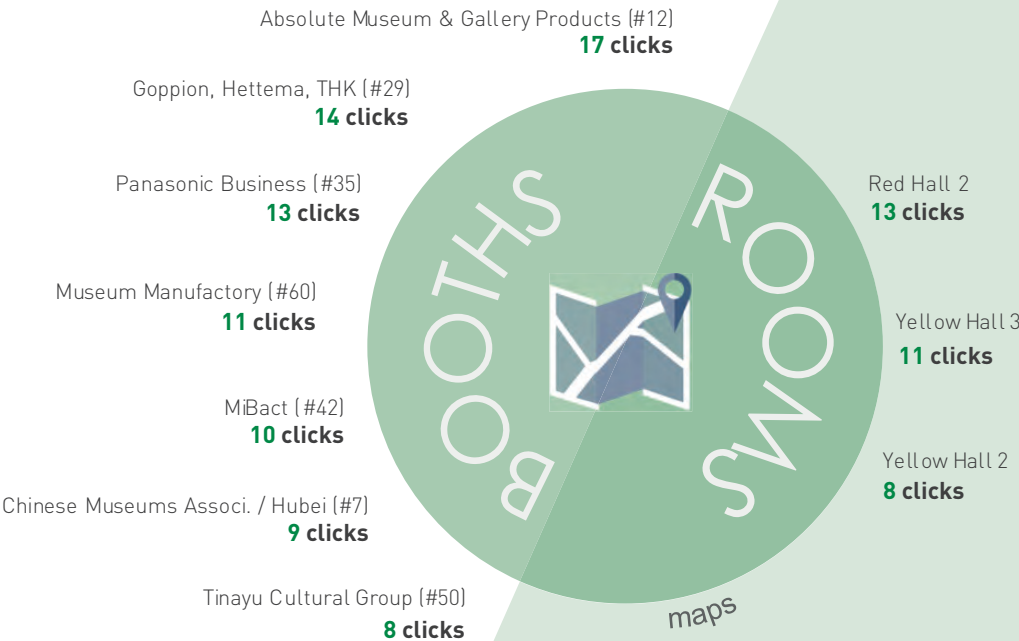 Absolute Museum & Gallery Products (#12)
17 clicks
Goppion, Hettema, THK (#29)
14 clicks
Panasonic Business (#35)
13 clicks
Museum Manufactory (#60)
11 clicks
MiBact (#42)
10 clicks
Chinese Museums Associ. / Hubei (#7)
9 clicks
Tinayu Cultural Group (#50)
8 clicks
BOOTHS
ROOMS
Red Hall 2
13 clicks
Yellow Hall 3
11 clicks
Yellow Hall 2
8 clicks
maps